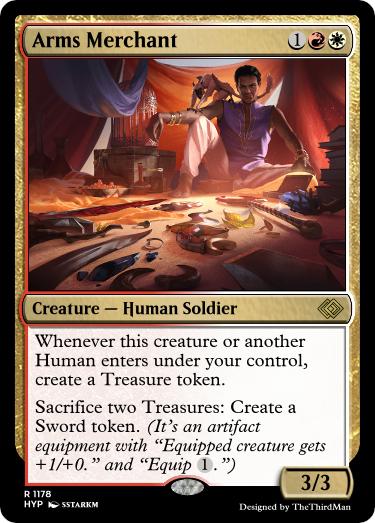 Arms Merchant 1
Creature — Human Soldier
Whenever this creature or another
Human enters under your control,
create a Treasure token.
Sacrifice two Treasures: Create a
Sword token. (It's an artifact
equipment with “Equipped creature gets
+1/+0.” and “Equip 1.”)
3/3
R 1178
HYP SSTARKM
Designed by TheThirdMan